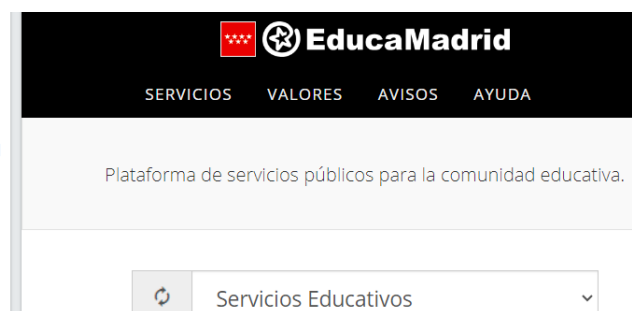 EducaMadrid
SERVICIOS VALORES AVISOS AYUDA
Plataforma de servicios públicos para la comunidad educativa.
Servicios Educativos